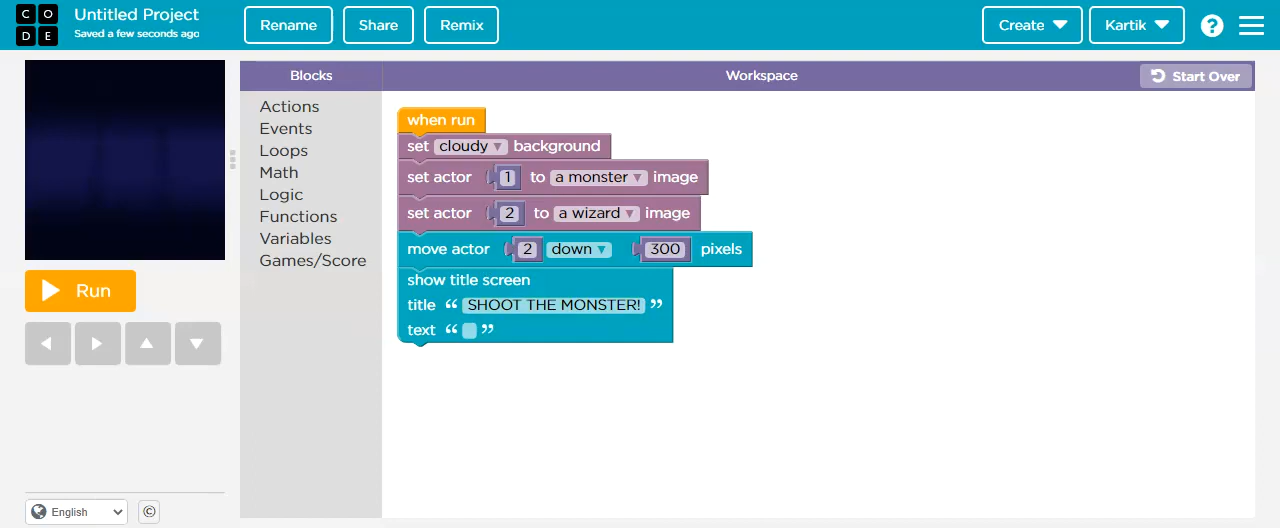 CODE
Untitled Project
Saved a few seconds ago
Rename
Share
Remix
Create
Kartik
?
Blocks
Workspace
Start Over
Actions
Events
Loops
Math
Logic
Functions
Variables
Games/Score
when run
set cloudy background
set actor 1 to a monster image
set actor 2 to a wizard image
move actor 2 down 300 pixels
show title screen
title “ SHOOT THE MONSTER! ”
text “ ”
Run
English
©